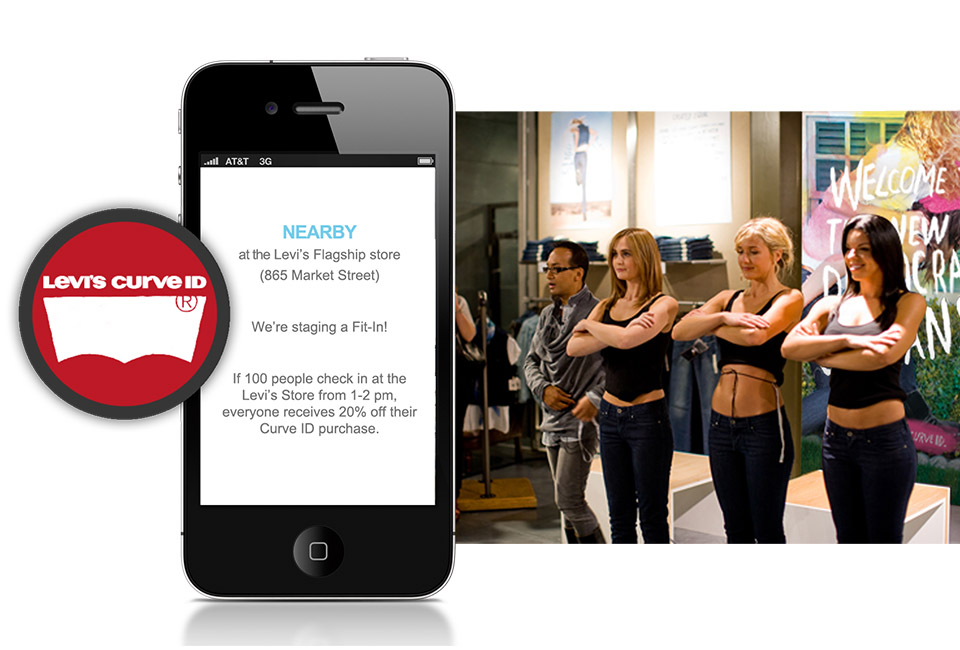 LEVI'S CURVE ID
®
AT&T 3G
NEARBY
at the Levi's Flagship store
(865 Market Street)
We're staging a Fit-In!
If 100 people check in at the
Levi's Store from 1-2 pm,
everyone receives 20% off their
Curve ID purchase.
WELCOME
NEW
CURVE ID.